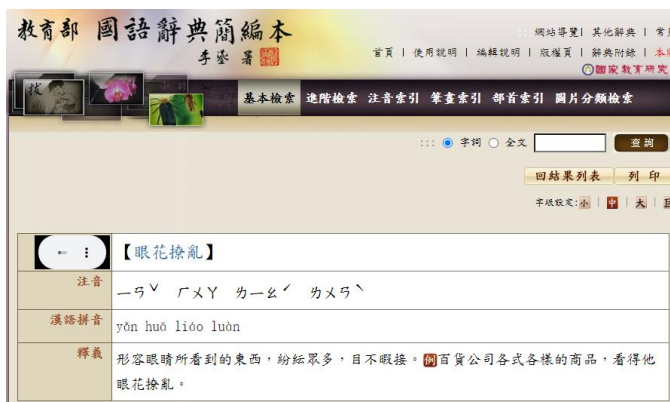 教育部 國語辭典簡編本
李鍌 署
::: 網站導覽| 其他辭典 | 常見
首頁 | 使用說明 | 編輯說明 | 版權頁 | 辭典附錄 | 本
國家教育研究
基本檢索 進階檢索 注音索引 筆畫索引 部首索引 圖片分類檢索
::: 字詞 全文 查詢
回結果列表 列 印
字級設定:小 | 中 | 大 | 巨
【眼花撩亂】
注音 ㄧㄢˇ ㄏㄨㄚ ㄌㄧㄠˊ ㄌㄨㄢˋ
漢語拼音 yǎn huā liáo luàn
釋義 形容眼睛所看到的東西,紛紜眾多,目不暇接。例百貨公司各式各樣的商品,看得他
眼花撩亂。